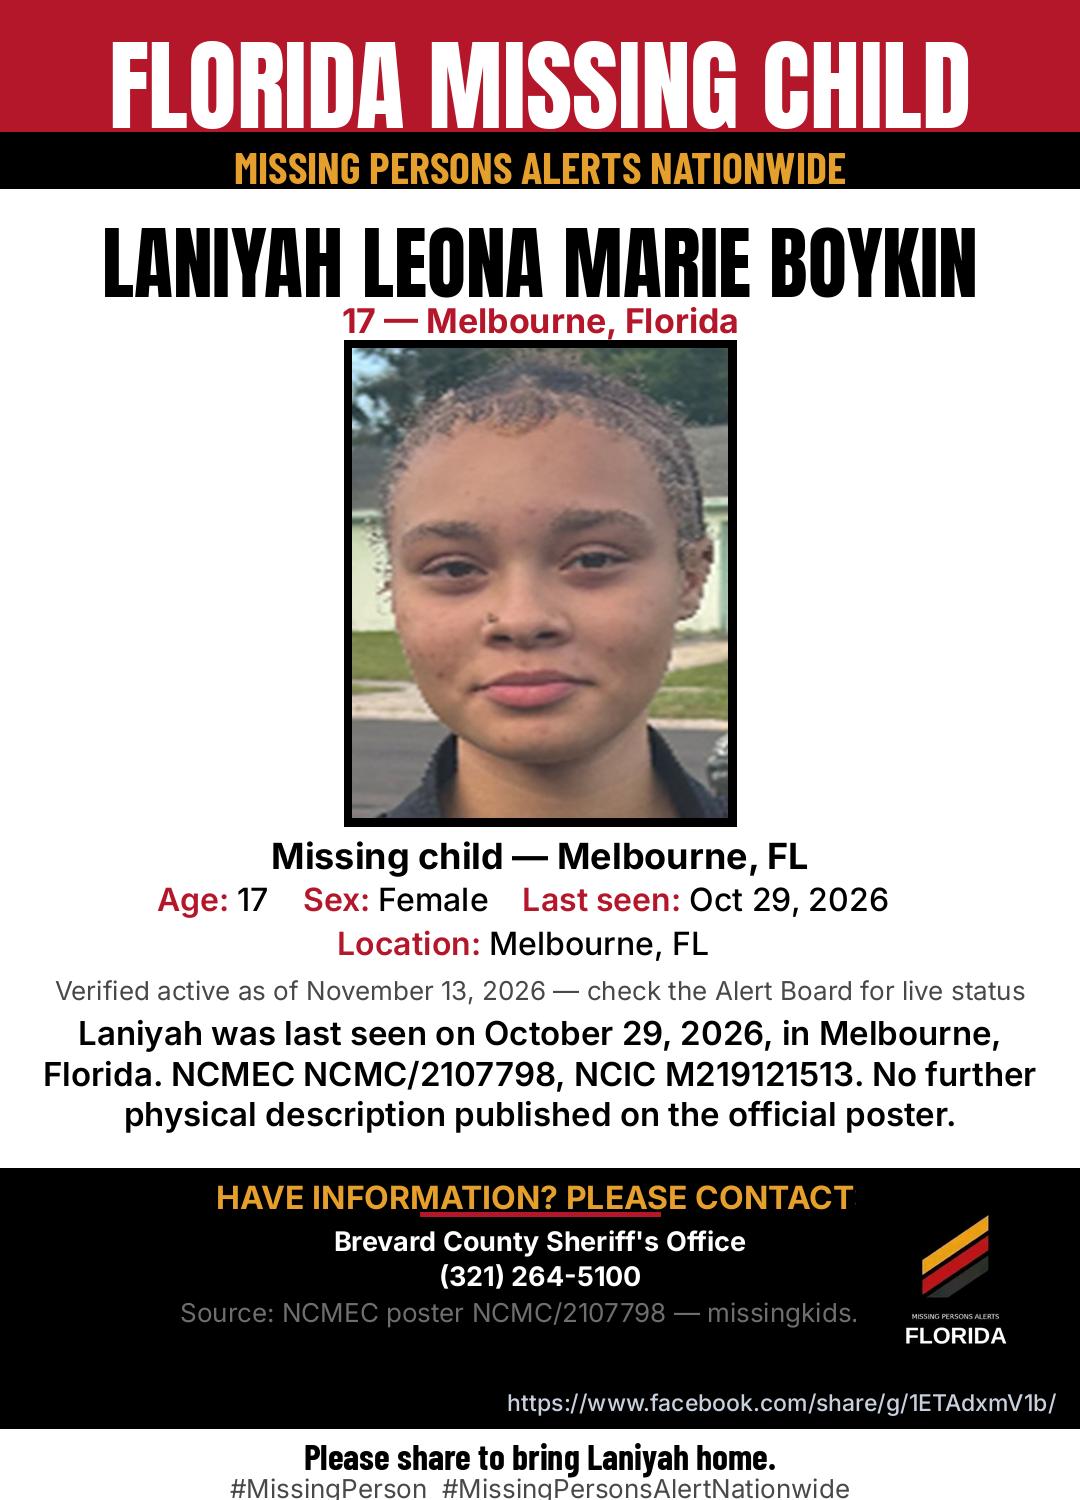 FLORIDA MISSING CHILD
MISSING PERSONS ALERTS NATIONWIDE
LANIYAH LEONA MARIE BOYKIN
17 — Melbourne, Florida
Missing child — Melbourne, FL
Age: 17 Sex: Female Last seen: Oct 29, 2026
Location: Melbourne, FL
Verified active as of November 13, 2026 — check the Alert Board for live status
Laniyah was last seen on October 29, 2026, in Melbourne,
Florida. NCMEC NCMC/2107798, NCIC M219121513. No further
physical description published on the official poster.
HAVE INFORMATION? PLEASE CONTACT
Brevard County Sheriff's Office
(321) 264-5100
Source: NCMEC poster NCMC/2107798 — missingkids.
MISSING PERSONS ALERTS
FLORIDA
https://www.facebook.com/share/g/1ETAdxmV1b/
Please share to bring Laniyah home.
#MissingPerson #MissingPersonsAlertNationwide